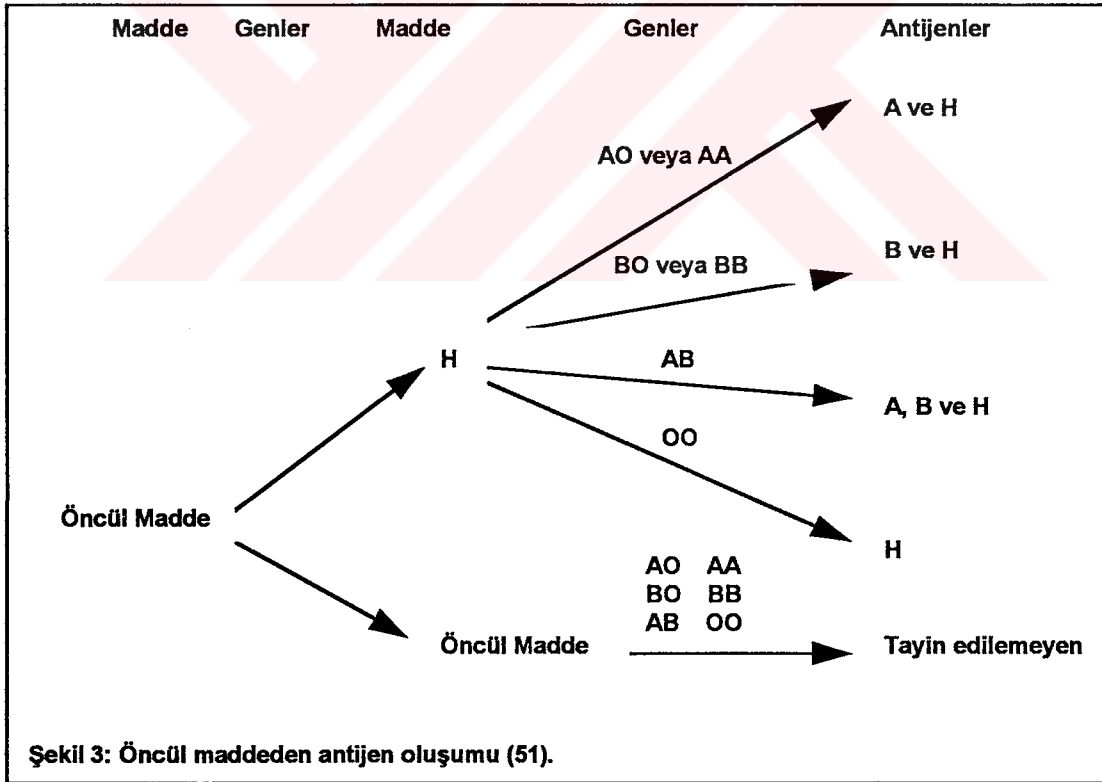 Madde Genler Madde Genler Antijenler
A ve H
AO veya AA
B ve H
BO veya BB
H
AB
A, B ve H
OO
Öncül Madde
H
AO AA
BO BB
AB OO
Öncül Madde
Tayin edilemeyen
Şekil 3: Öncül maddeden antijen oluşumu (51).